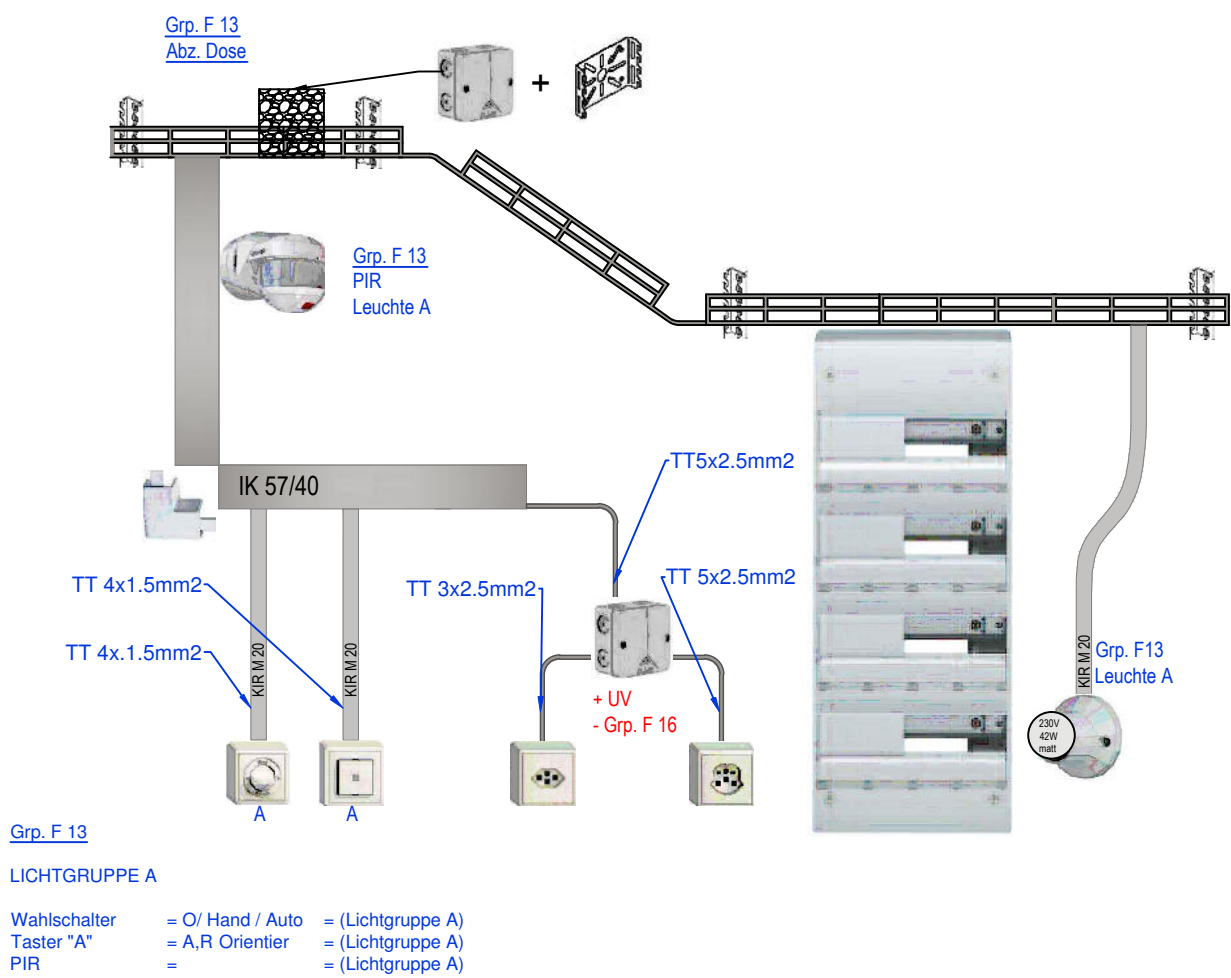 Grp. F 13
Abz. Dose
+
Grp. F 13
PIR
Leuchte A
IK 57/40
TT5x2.5mm2
TT 4x1.5mm2
TT 3x2.5mm2
TT 5x2.5mm2
TT 4x.1.5mm2
KIR M 20
KIR M 20
KIR M 20
Grp. F13
Leuchte A
+ UV
- Grp. F 16
230V
42W
matt
A
A
Grp. F 13
LICHTGRUPPE A
Wahlschalter = O/ Hand / Auto = (Lichtgruppe A)
Taster "A" = A,R Orientier = (Lichtgruppe A)
PIR = = (Lichtgruppe A)